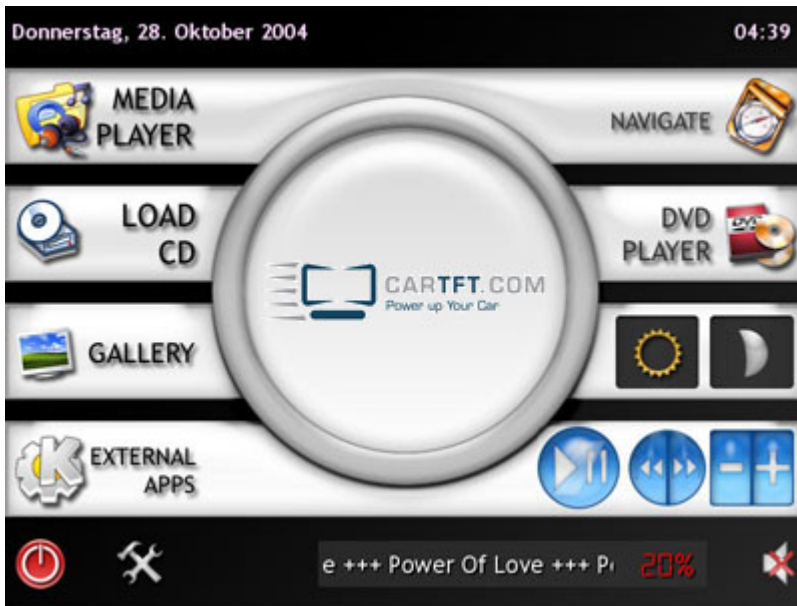 Donnerstag, 28. Oktober 2004
04:39
MEDIA
PLAYER
NAVIGATE
LOAD
CD
DVD
PLAYER
DVD
CARTFT.COM
Power up Your Car
GALLERY
EXTERNAL
APPS
K
e +++ Power Of Love +++ P
20%